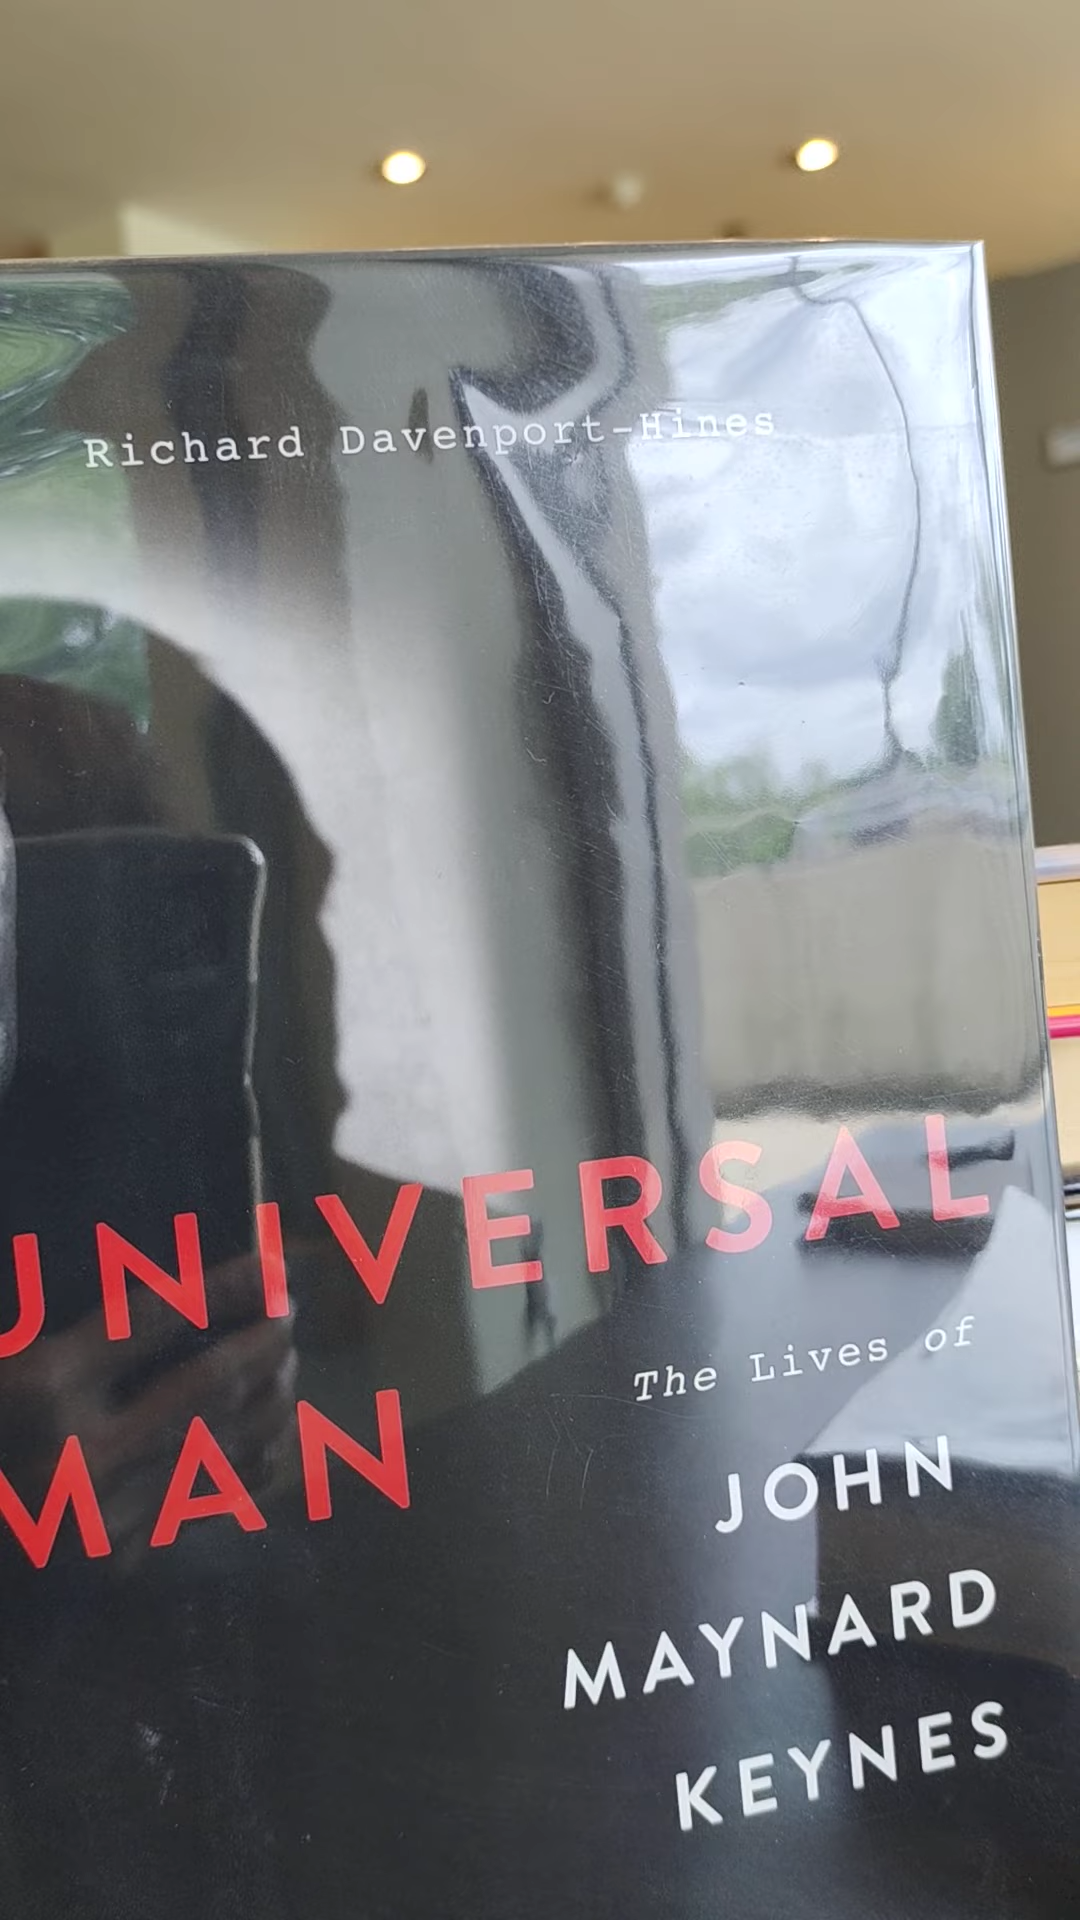 Richard Davenport-Hines
UNIVERSAL
MAN
The Lives of
JOHN
MAYNARD
KEYNES